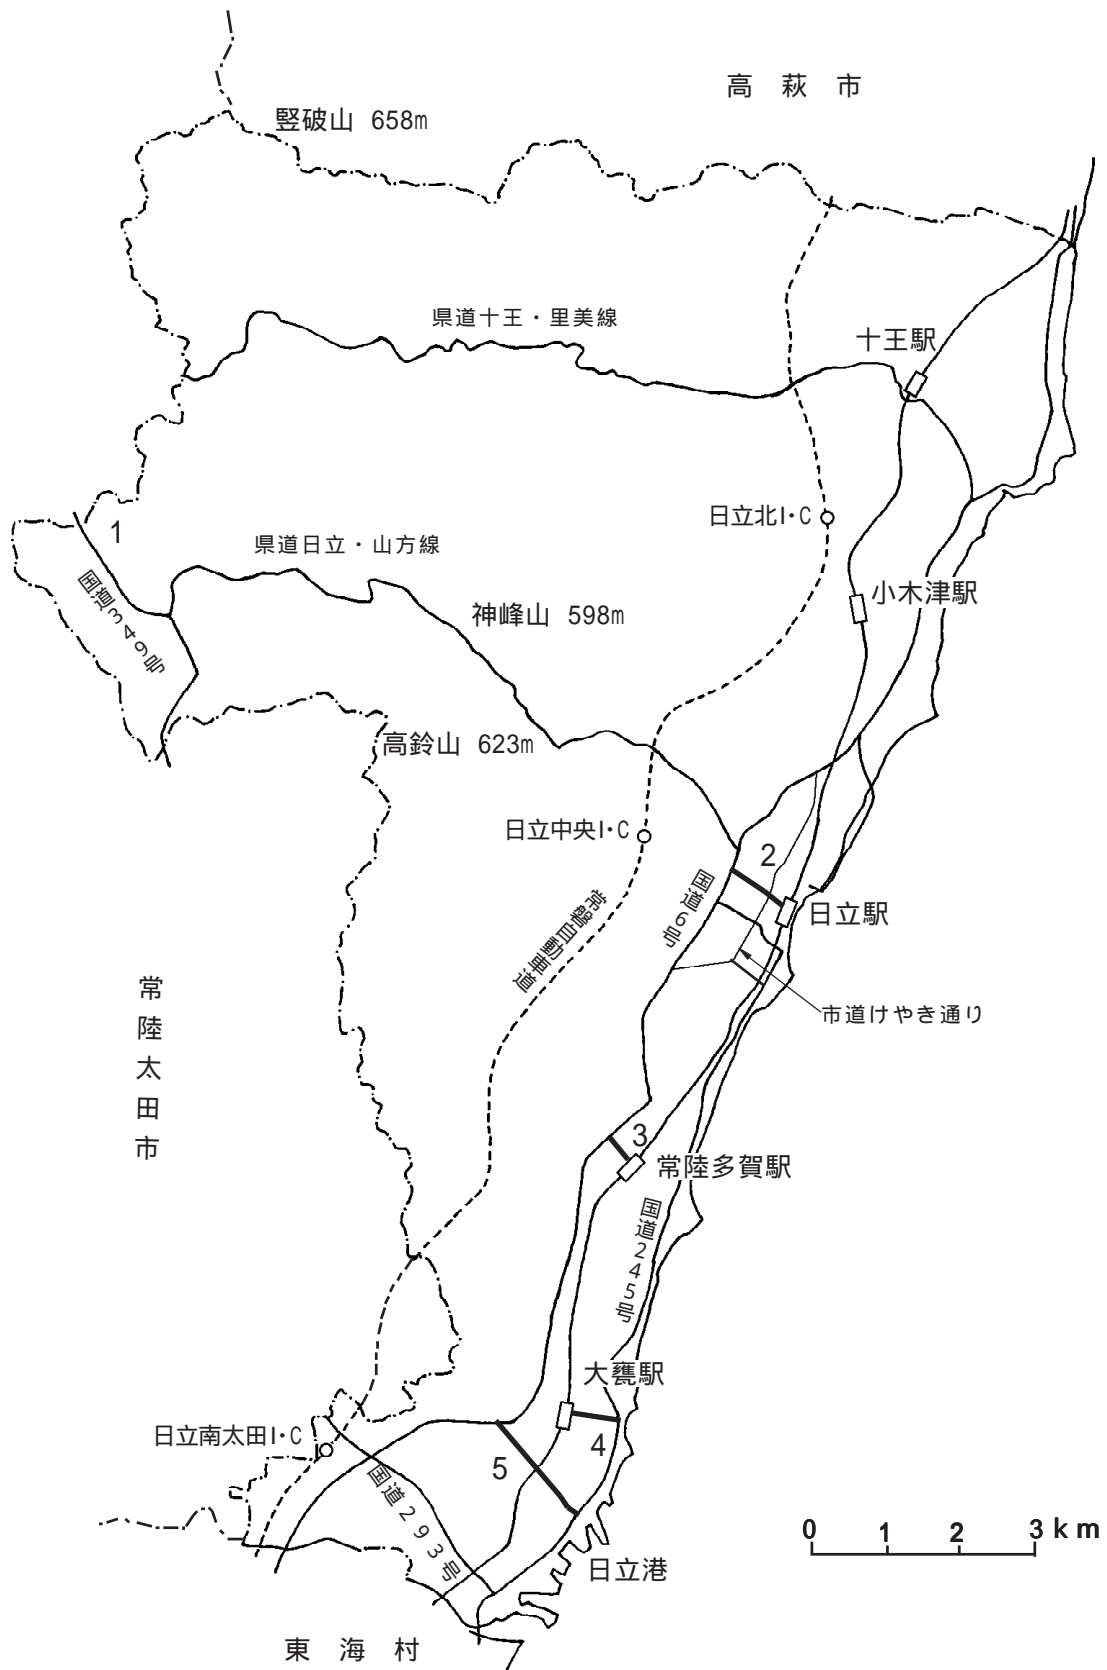 高萩市
竪破山 658m
県道十王・里美線
十王駅
日立北I・C
1
県道日立・山方線
国道349号
小木津駅
神峰山 598m
高鈴山 623m
日立中央I・C
2
国道6号
日立駅
常磐自動車道
常陸太田市
市道けやき通り
3
常陸多賀駅
国道245号
大甕駅
日立南太田I・C
4
5
国道293号
0 1 2 3km
日立港
東海村